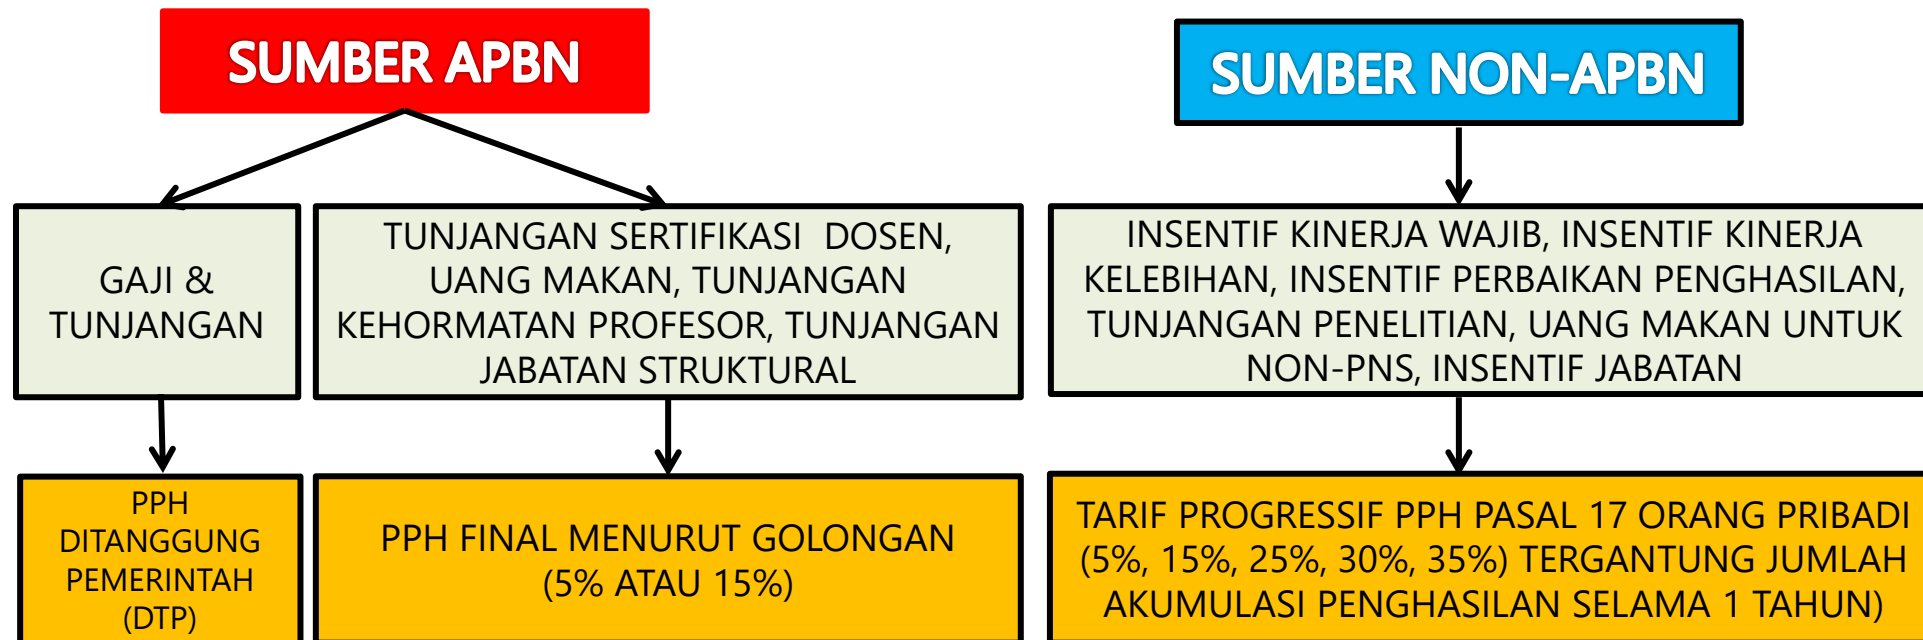 SUMBER APBN
GAJI &
TUNJANGAN
PPH
DITANGGUNG
PEMERINTAH
(DTP)
TUNJANGAN SERTIFIKASI  DOSEN,
UANG MAKAN, TUNJANGAN
KEHORMATAN PROFESOR, TUNJANGAN
JABATAN STRUKTURAL
PPH FINAL MENURUT GOLONGAN
(5% ATAU 15%)
SUMBER NON-APBN
INSENTIF KINERJA WAJIB, INSENTIF KINERJA
KELEBIHAN, INSENTIF PERBAIKAN PENGHASILAN,
TUNJANGAN PENELITIAN, UANG MAKAN UNTUK
NON-PNS, INSENTIF JABATAN
TARIF PROGRESSIF PPH PASAL 17 ORANG PRIBADI
(5%, 15%, 25%, 30%, 35%) TERGANTUNG JUMLAH
AKUMULASI PENGHASILAN SELAMA 1 TAHUN)